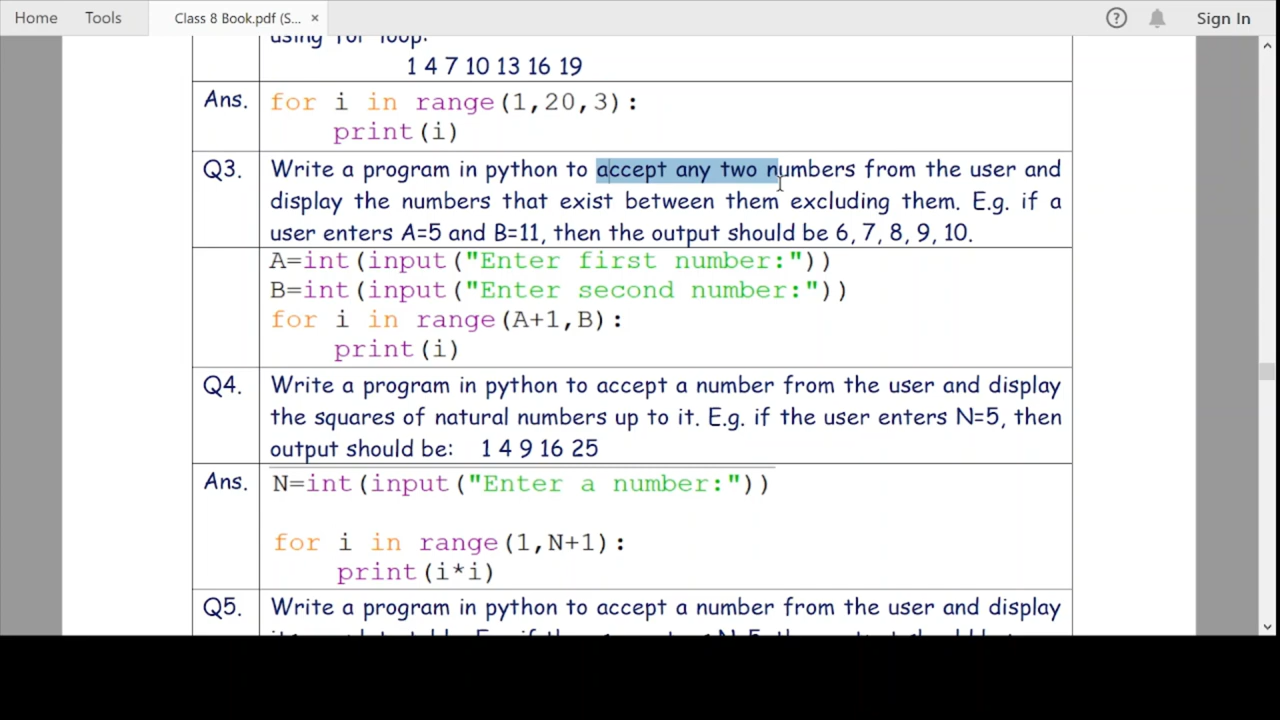 Home Tools Class 8 Book.pdf (S... × ? Sign In
using for loop:
1 4 7 10 13 16 19
Ans. for i in range(1,20,3):
print(i)
Q3. Write a program in python to accept any two numbers from the user and
display the numbers that exist between them excluding them. E.g. if a
user enters A=5 and B=11, then the output should be 6, 7, 8, 9, 10.
A=int(input("Enter first number:"))
B=int(input("Enter second number:"))
for i in range(A+1,B):
print(i)
Q4. Write a program in python to accept a number from the user and display
the squares of natural numbers up to it. E.g. if the user enters N=5, then
output should be: 1 4 9 16 25
Ans. N=int(input("Enter a number:"))
for i in range(1,N+1):
print(i*i)
Q5. Write a program in python to accept a number from the user and display